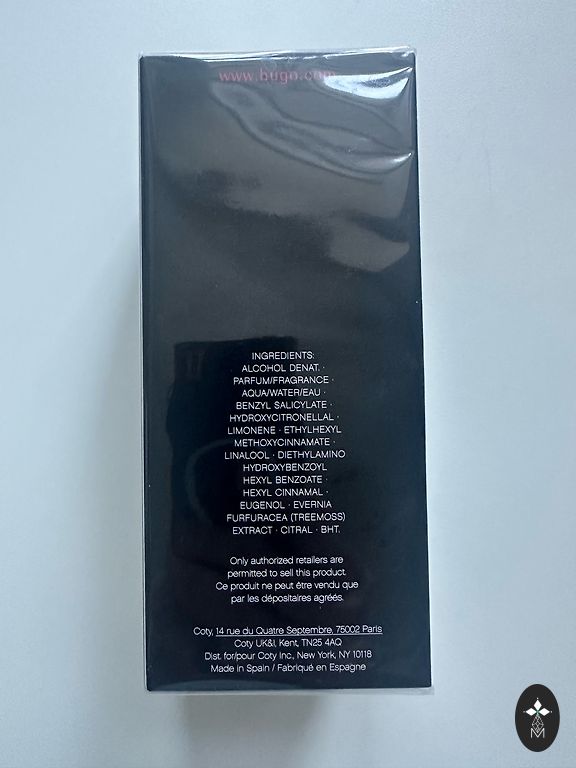 www.bugo.com
INGREDIENTS:
ALCOHOL DENAT. ·
PARFUM/FRAGRANCE ·
AQUA/WATER/EAU ·
BENZYL SALICYLATE ·
HYDROXYCITRONELLAL ·
LIMONENE · ETHYLHEXYL
METHOXYCINNAMATE ·
LINALOOL · DIETHYLAMINO
HYDROXYBENZOYL
HEXYL BENZOATE ·
HEXYL CINNAMAL ·
EUGENOL · EVERNIA
FURFURACEA (TREEMOSS)
EXTRACT · CITRAL · BHT.
Only authorized retailers are
permitted to sell this product.
Ce produit ne peut être vendu que
par les dépositaires agréés.
Coty, 14 rue du Quatre Septembre, 75002 Paris
Coty UK&I, Kent, TN25 4AQ
Dist. for/pour Coty Inc., New York, NY 10118
Made in Spain / Fabriqué en Espagne
M